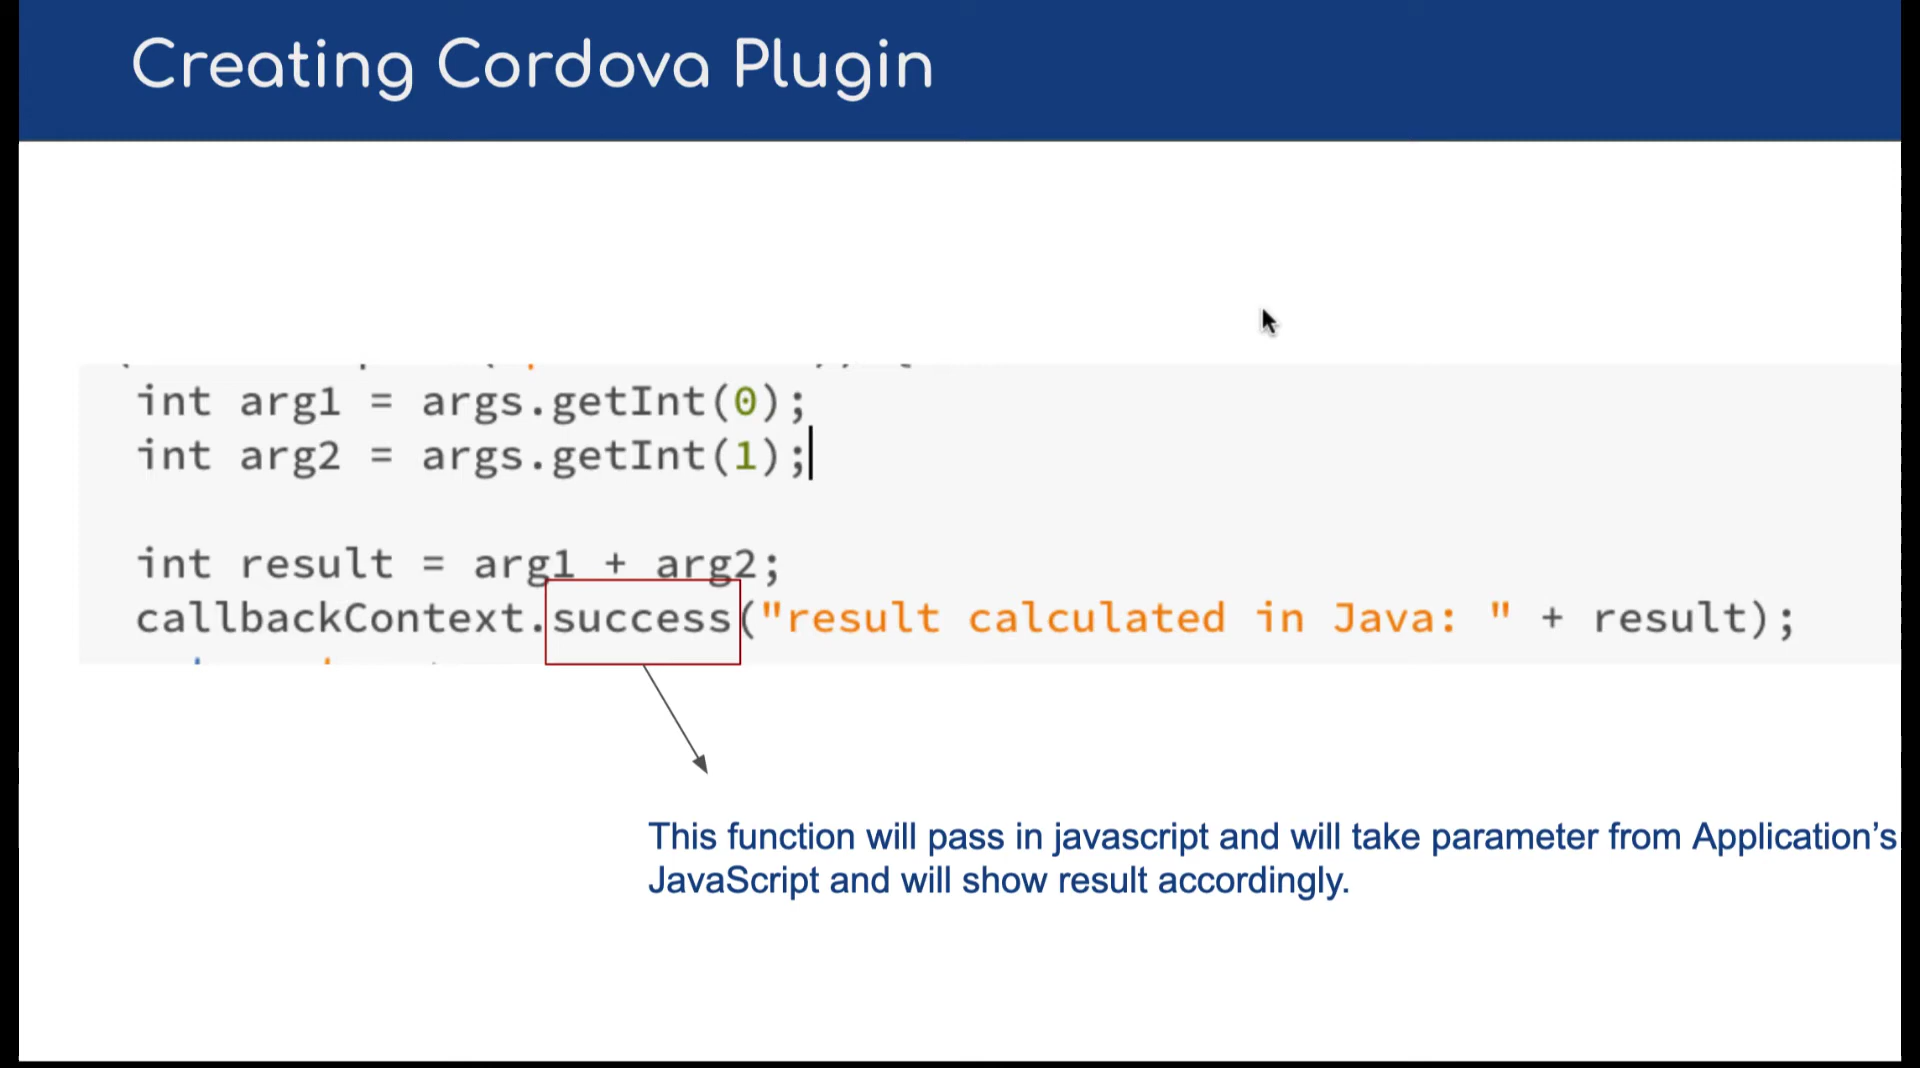 Creating Cordova Plugin
int arg1 = args.getInt(0);
int arg2 = args.getInt(1);
int result = arg1 + arg2;
callbackContext.success("result calculated in Java: " + result);
This function will pass in javascript and will take parameter from Application’s
JavaScript and will show result accordingly.